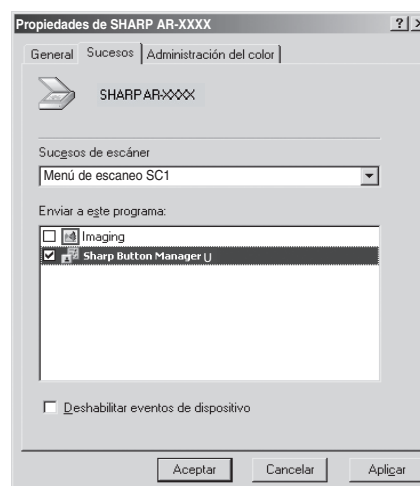 Propiedades de SHARP AR-XXXX
General Sucesos Administración del color
SHARP AR-XXXX
Sucesos de escáner
Menú de escaneo SC1
Enviar a este programa:
Imaging
Sharp Button Manager U
Deshabilitar eventos de dispositivo
Aceptar Cancelar Aplicar